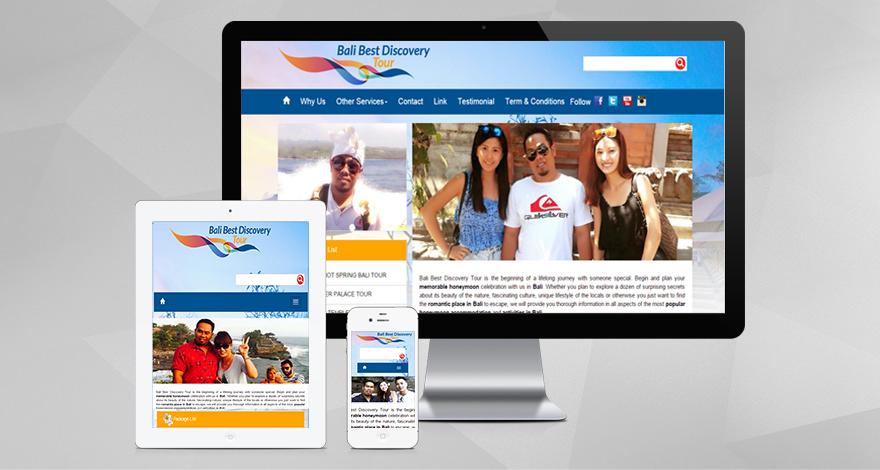 Bali Best Discovery
Tour
Why Us Other Services Contact Link Testimonial Term & Conditions Follow
QUIKSILVER
List
OT SPRING BALI TOUR
ER PALACE TOUR
TEMPLE
Bali Best Discovery Tour is the beginning of a lifelong journey with someone special. Begin and plan your
memorable honeymoon celebration with us in Bali. Whether you plan to explore a dozen of surprising secrets
about its beauty of the nature, fascinating culture, unique lifestyle of the locals or otherwise you just want to
find the romantic place in Bali to escape, we will provide you thorough information in all aspects of the most popular
honeymoon accommodation and activities in Bali.
Bali Best Discovery
Tour
Bali Best Discovery Tour is the beginning of a lifelong journey with someone special. Begin and plan your
memorable honeymoon celebration with us in Bali. Whether you plan to explore a dozen of surprising secrets
about its beauty of the nature, fascinating culture, unique lifestyle of the locals or otherwise you just want to find
the romantic place in Bali to escape, we will provide you thorough information in all aspects of the most popular
honeymoon accommodation and activities in Bali.
Package List
Bali Best Discovery
est Discovery Tour is the begin
rable honeymoon celebration wit
ts beauty of the nature, fascinati
antic place in Bali to escape, w